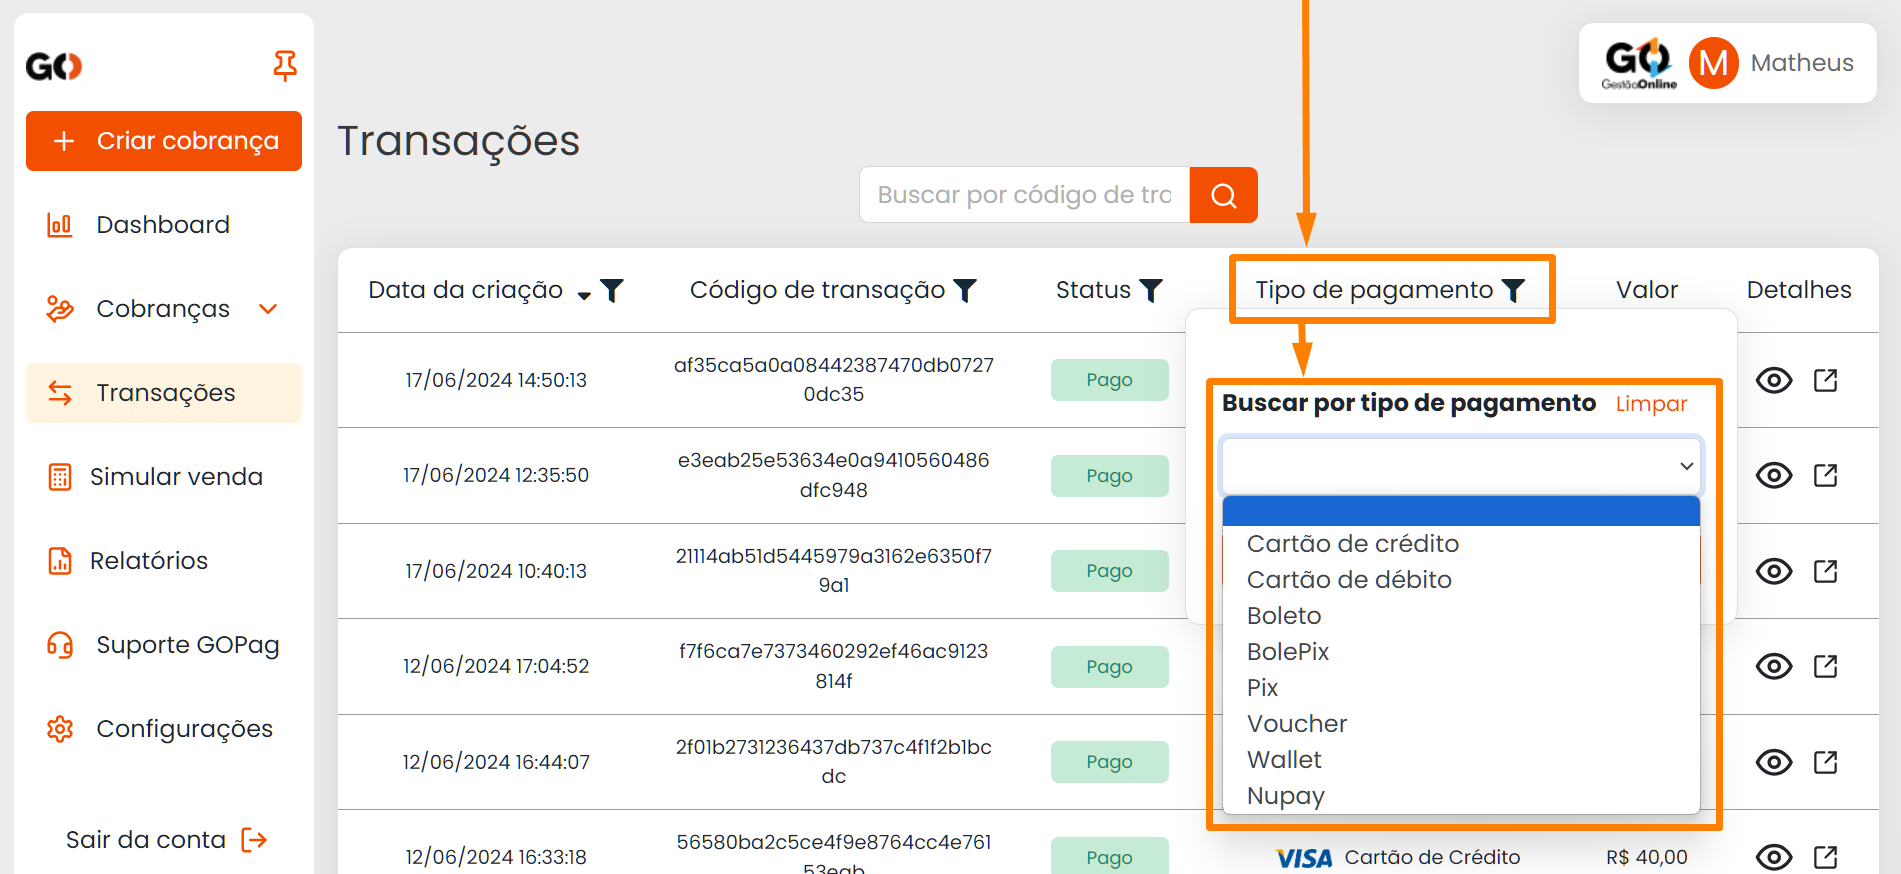 GO
Criar cobrança
Dashboard
Cobranças
Transações
Simular venda
Relatórios
Suporte GOPag
Configurações
Sair da conta
GO
GestãoOnline
M
Matheus
Transações
Buscar por código de tra
Data da criação
Código de transação
Status
Tipo de pagamento
Valor
Detalhes
17/06/2024 14:50:13
af35ca5a0a08442387470db0727
0dc35
Pago
17/06/2024 12:35:50
e3eab25e53634e0a9410560486
dfc948
Pago
17/06/2024 10:40:13
21114ab51d5445979a3162e6350f7
9a1
Pago
12/06/2024 17:04:52
f7f6ca7e7373460292ef46ac9123
814f
Pago
12/06/2024 16:44:07
2f01b2731236437db737c4f1f2b1bc
dc
Pago
12/06/2024 16:33:18
56580ba2c5ce4f9e8764cc4e761
53eab
Pago
VISA Cartão de Crédito
R$ 40,00
Buscar por tipo de pagamento
Limpar
Cartão de crédito
Cartão de débito
Boleto
BolePix
Pix
Voucher
Wallet
Nupay